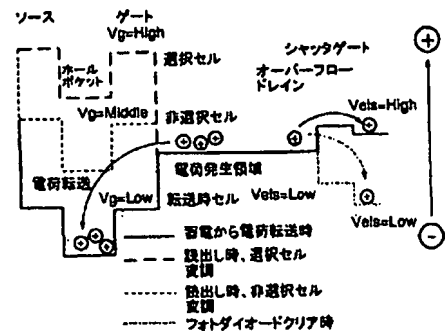 ソース
ゲート
Vg=High
シャッタゲート
オーバーフロー
ドレイン
選択セル
ホール
ポケット
Vg=Middle
非選択セル
Vels=High
電荷転送
電荷発生領域
Vg=Low
転送時セル
Vels=Low
Vels=Low
蓄電から電荷転送時
読出し時、選択セル
変調
読出し時、非選択セル
変調
フォトダイオードクリア時